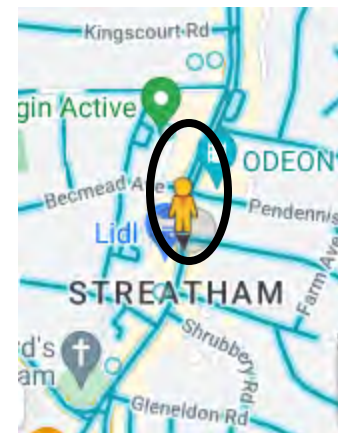 Kingscourt Rd
gin Active
ODEON
Becmead Ave
Pendennis
Lidl
Farm Ave
STREATHAM
Shrubbery Rd
d's
am
Gleneldon Rd